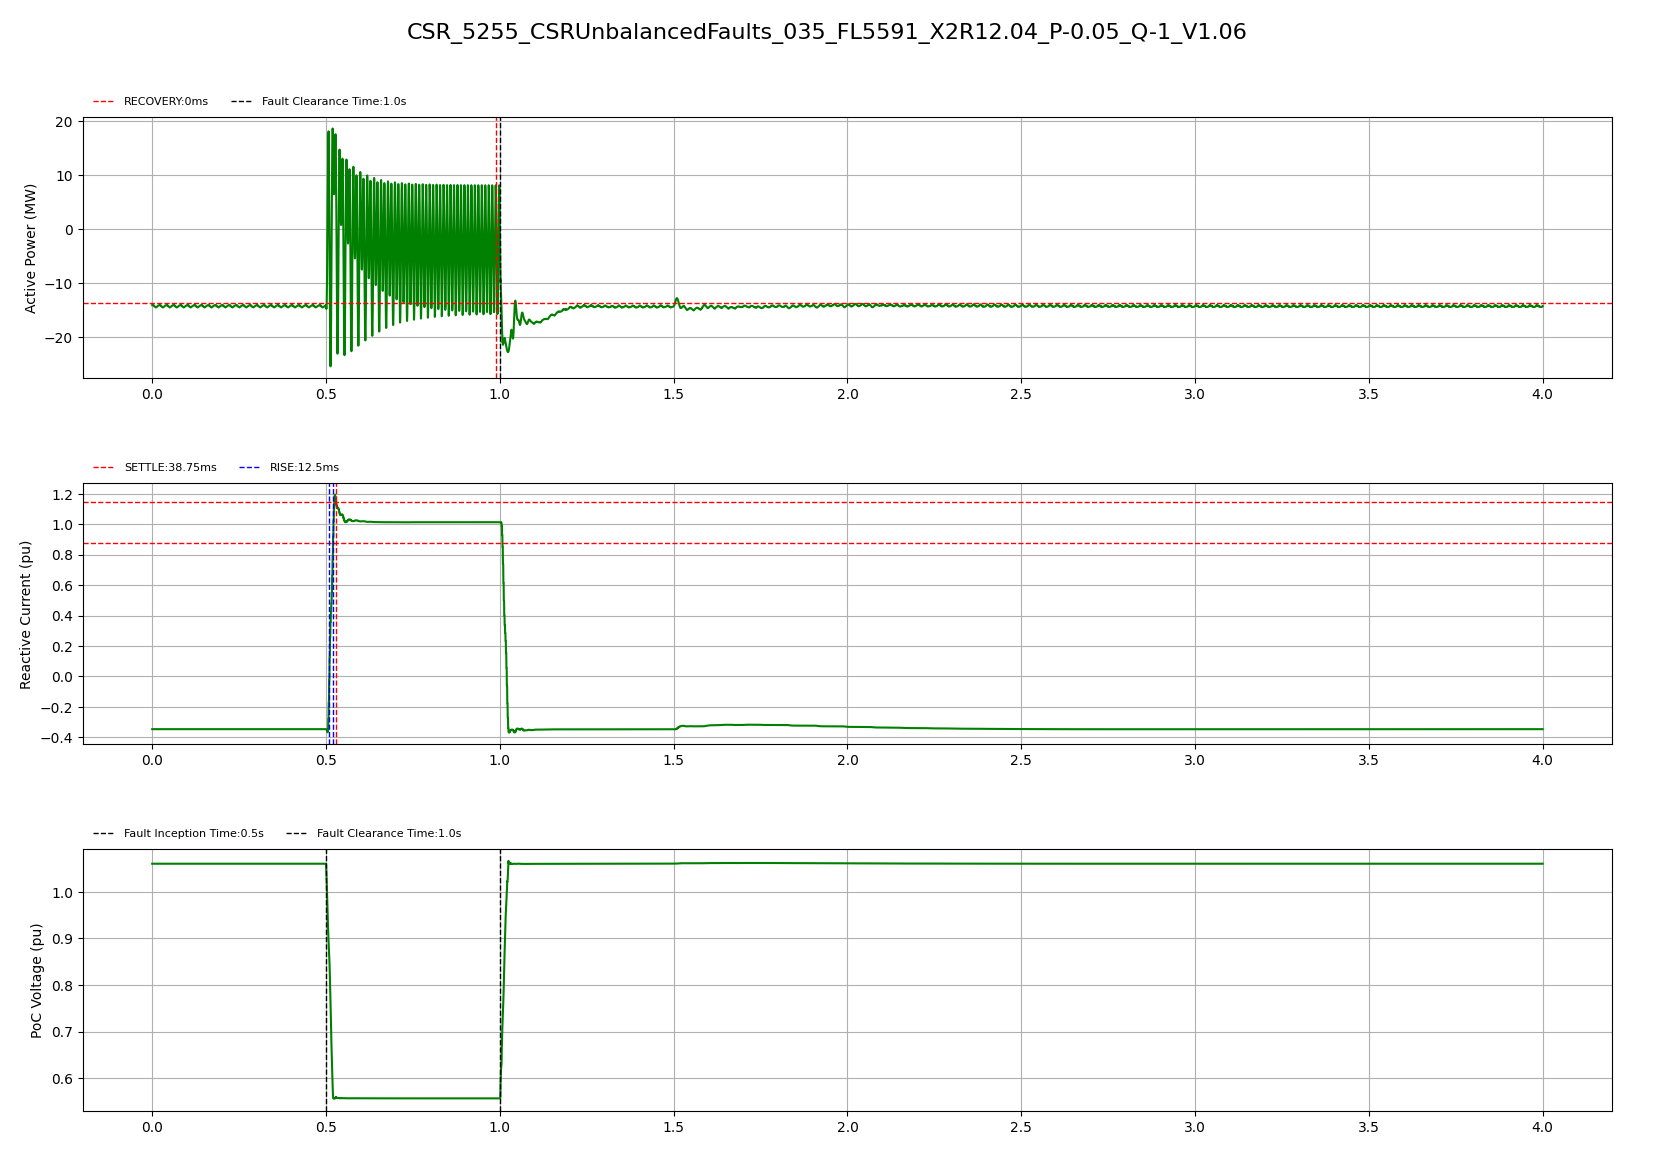 CSR_5255_CSRUnbalancedFaults_035_FL5591_X2R12.04_P-0.05_Q-1_V1.06
RECOVERY:0ms Fault Clearance Time:1.0s
Active Power (MW)
20
10
0
−10
−20
0.0 0.5 1.0 1.5 2.0 2.5 3.0 3.5 4.0
SETTLE:38.75ms RISE:12.5ms
Reactive Current (pu)
1.2
1.0
0.8
0.6
0.4
0.2
0.0
−0.2
−0.4
0.0 0.5 1.0 1.5 2.0 2.5 3.0 3.5 4.0
Fault Inception Time:0.5s Fault Clearance Time:1.0s
PoC Voltage (pu)
1.0
0.9
0.8
0.7
0.6
0.0 0.5 1.0 1.5 2.0 2.5 3.0 3.5 4.0